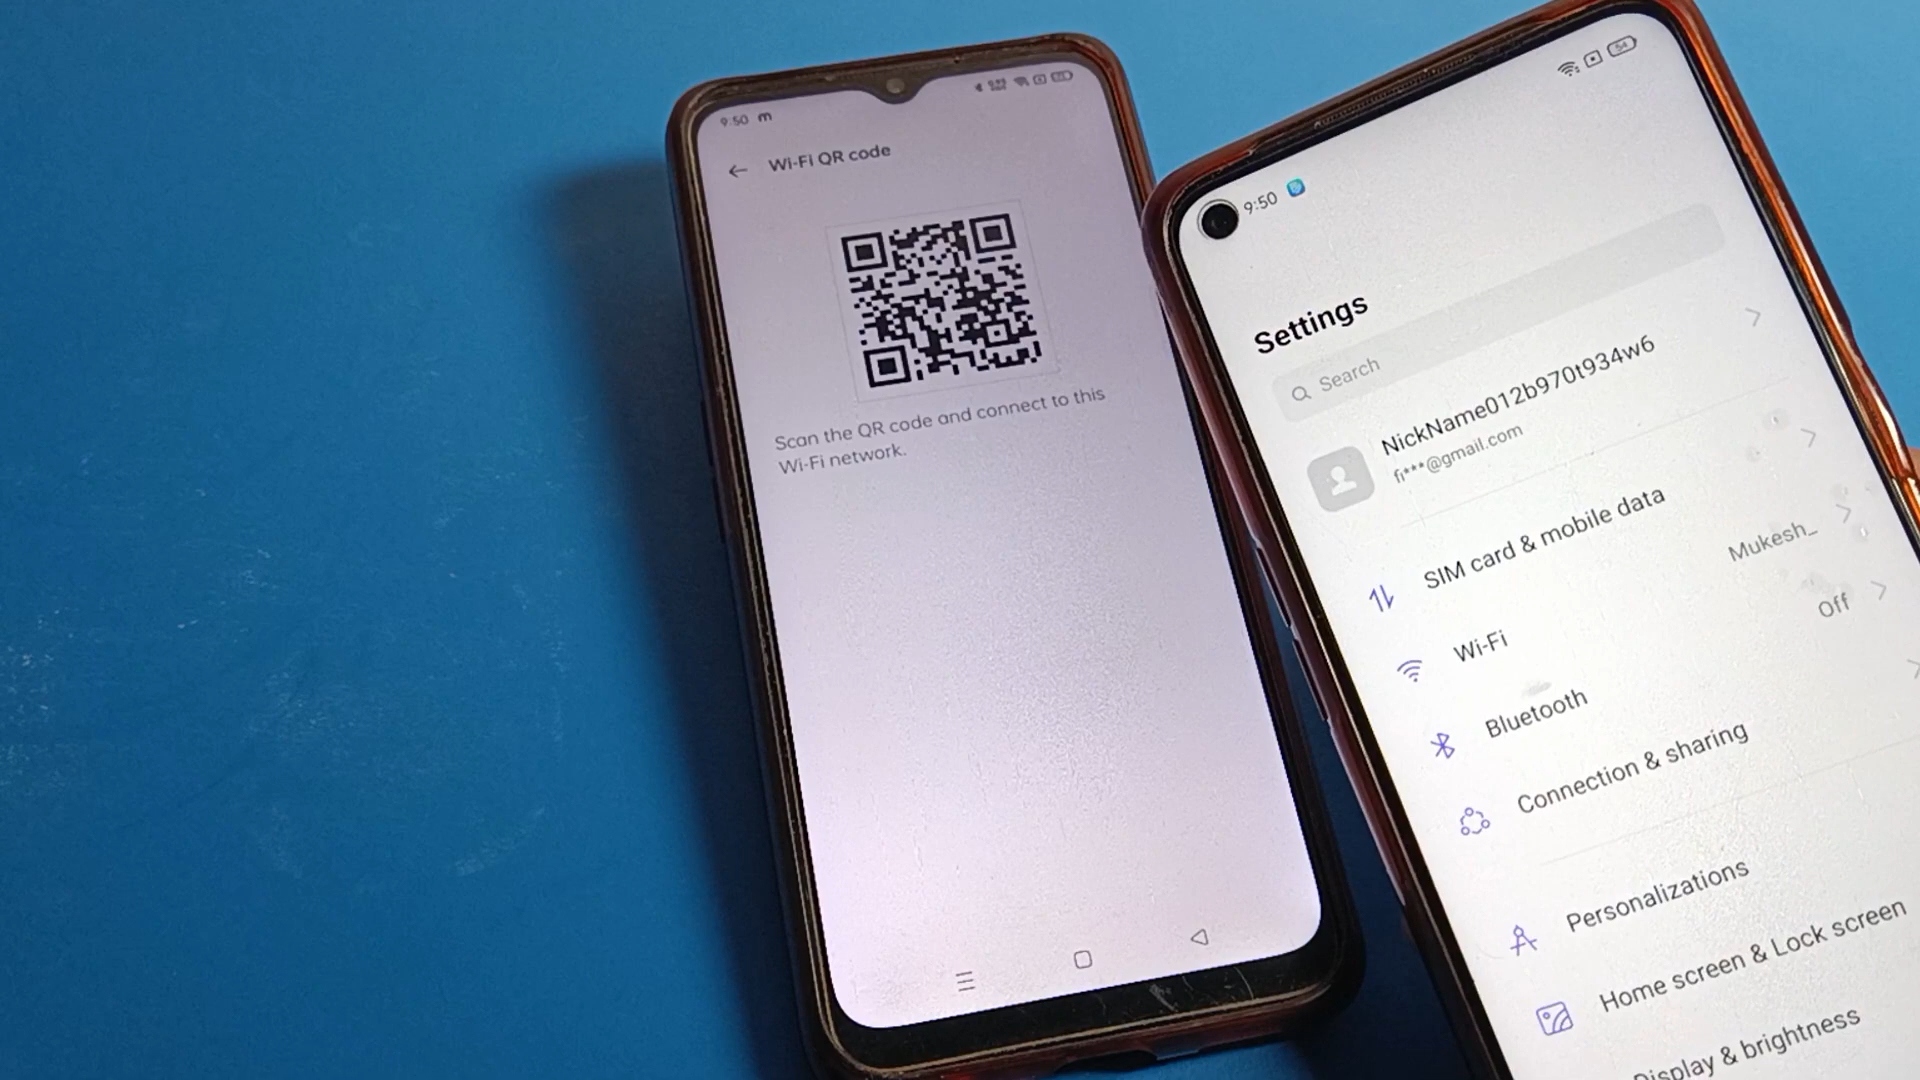 9:50 m
Wi-Fi QR code
Scan the QR code and connect to this
Wi-Fi network.
54
9:50
Settings
Search
NickName012b970t934w6
fi***@gmail.com
SIM card & mobile data
Wi-Fi
Mukesh_
Bluetooth
Off
Connection & sharing
Personalizations
Home screen & Lock screen
Display & brightness